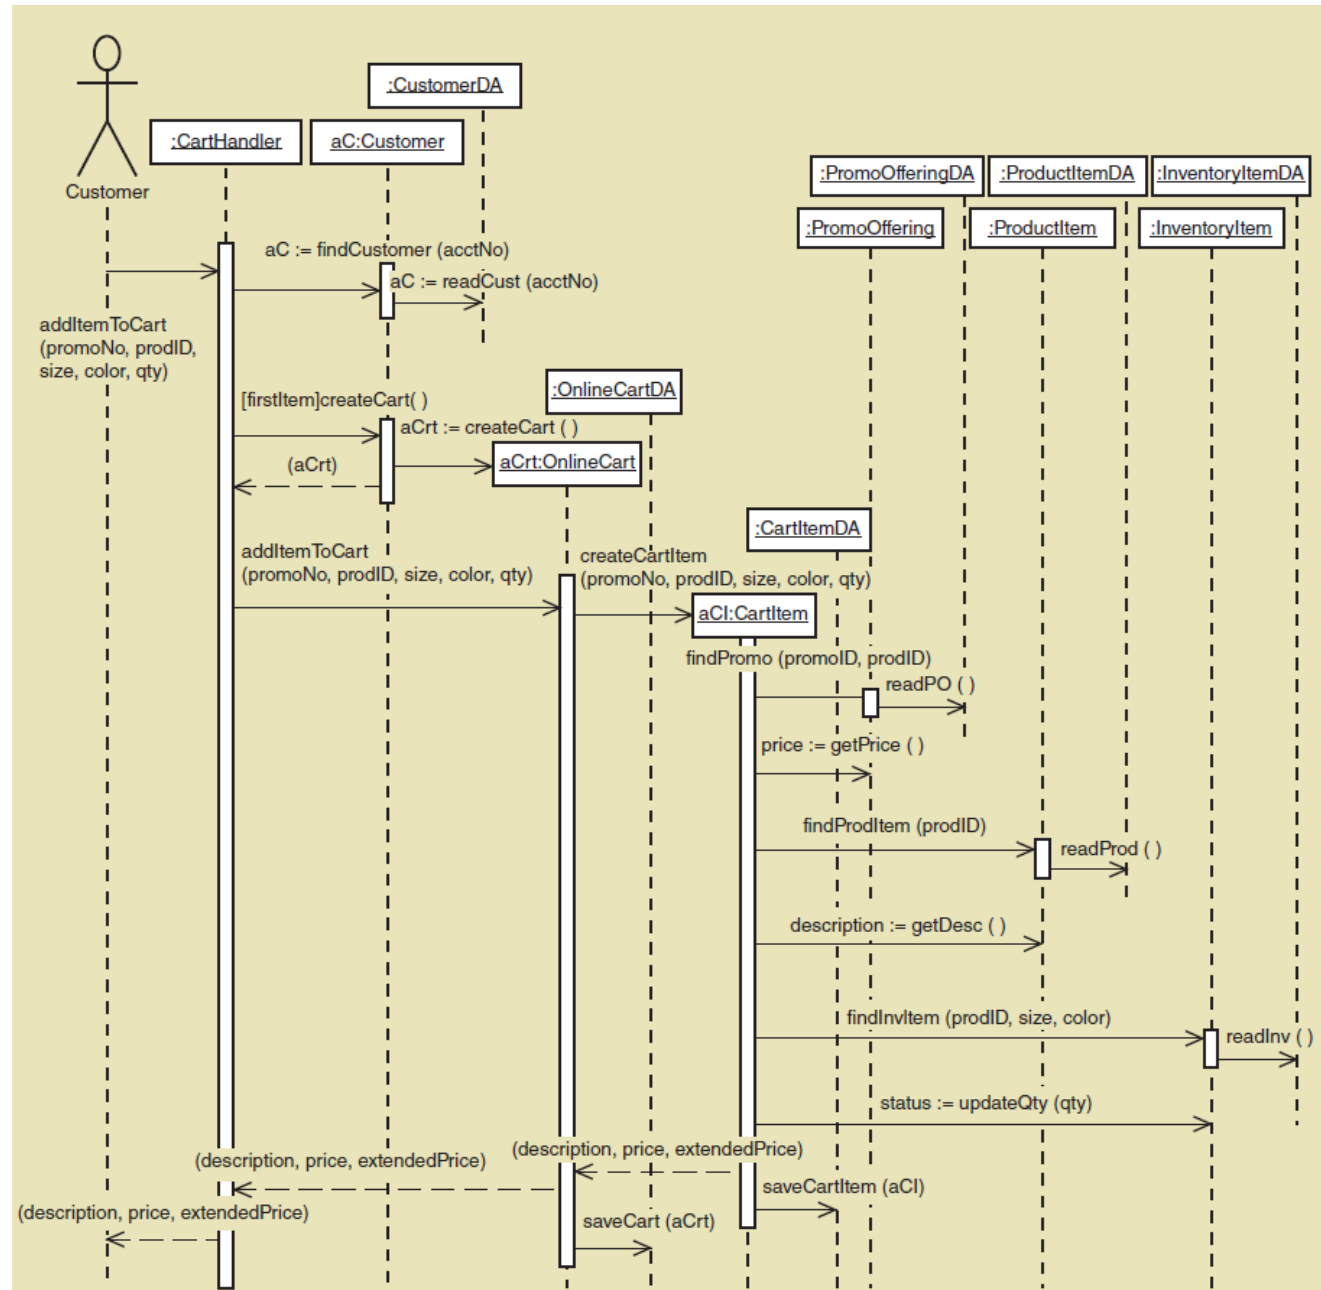 :CustomerDA
:CartHandler
aC:Customer
Customer
:PromoOfferingDA
:ProductItemDA
:InventoryItemDA
:PromoOffering
:ProductItem
:InventoryItem
aC := findCustomer (acctNo)
aC := readCust (acctNo)
addItemToCart
(promoNo, prodID,
size, color, qty)
:OnlineCartDA
[firstItem]createCart( )
aCrt := createCart ( )
(aCrt)
aCrt:OnlineCart
:CartItemDA
addItemToCart
(promoNo, prodID, size, color, qty)
createCartItem
(promoNo, prodID, size, color, qty)
aCI:CartItem
findPromo (promoID, prodID)
readPO ( )
price := getPrice ( )
findProdItem (prodID)
readProd ( )
description := getDesc ( )
findInvItem (prodID, size, color)
readInv ( )
status := updateQty (qty)
(description, price, extendedPrice)
(description, price, extendedPrice)
saveCartItem (aCI)
(description, price, extendedPrice)
saveCart (aCrt)